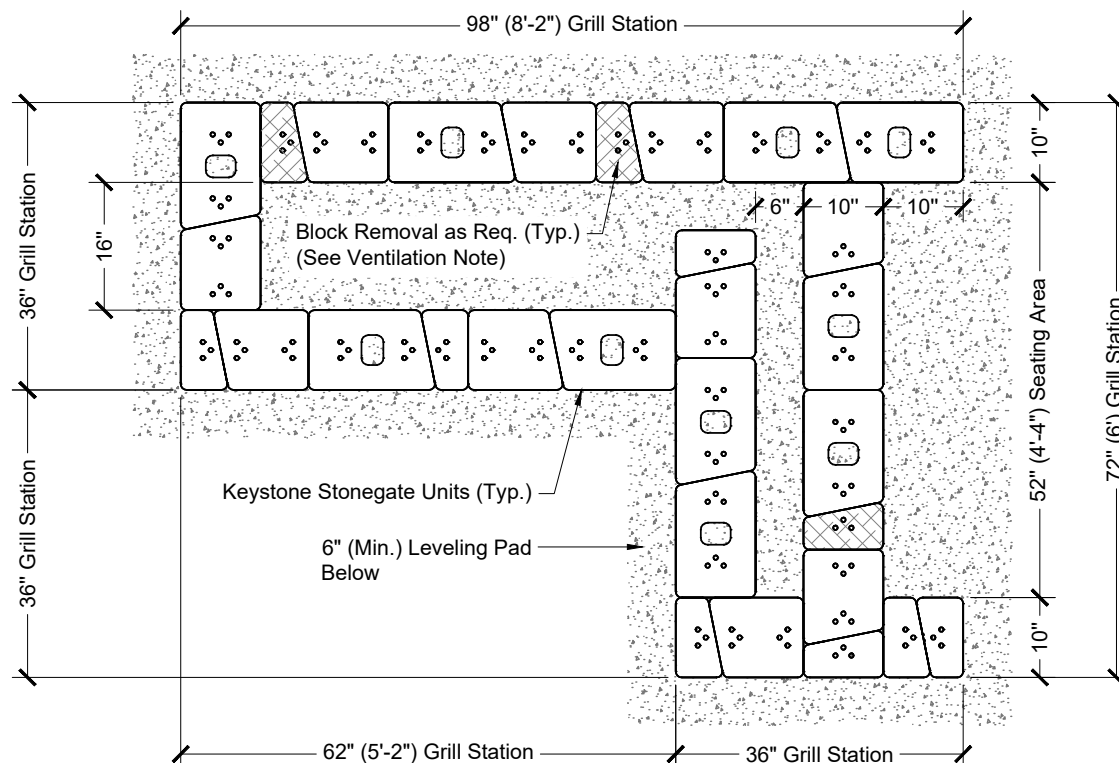 98" (8'-2") Grill Station
36" Grill Station
16"
10"
6"
10"
10"
Block Removal as Req. (Typ.)
(See Ventilation Note)
52" (4'-4") Seating Area
72" (6') Grill Station
36" Grill Station
Keystone Stonegate Units (Typ.)
6" (Min.) Leveling Pad
Below
10"
62" (5'-2") Grill Station
36" Grill Station